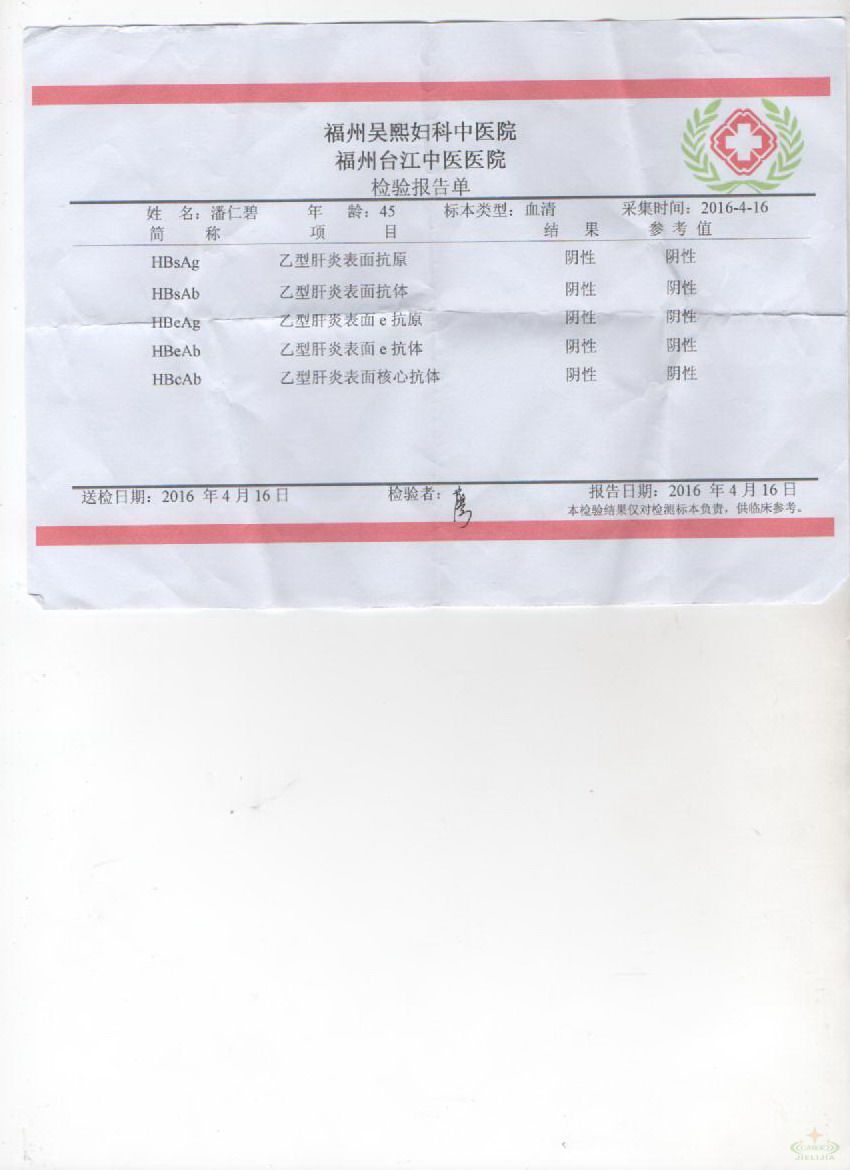 福州吴熙妇科中医院
福州台江中医医院
检验报告单
姓 名：潘仁碧 年 龄：45 标本类型：血清 采集时间：2016-4-16
简 称 项 目 结 果 参 考 值
HBsAg 乙型肝炎表面抗原 阴性 阴性
HBsAb 乙型肝炎表面抗体 阴性 阴性
HBeAg 乙型肝炎表面 e 抗原 阴性 阴性
HBeAb 乙型肝炎表面 e 抗体 阴性 阴性
HBcAb 乙型肝炎表面核心抗体 阴性 阴性
送检日期：2016 年 4 月 16 日 检验者： 报告日期：2016 年 4 月 16 日
本检验结果仅对检测标本负责，供临床参考。
JIELIJIA